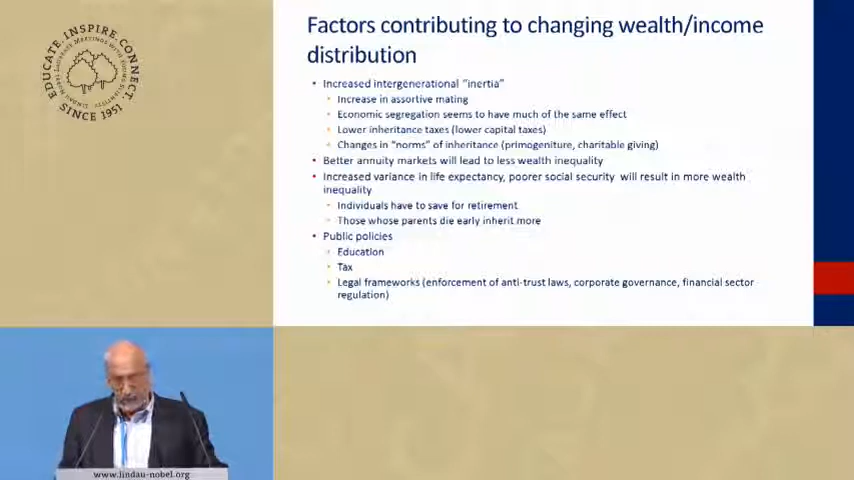 EDUCATE. INSPIRE. CONNECT.
LINDAU NOBEL LAUREATE MEETINGS
SINCE 1951
Factors contributing to changing wealth/income
distribution
• Increased intergenerational “inertia”
• Increase in assortive mating
• Economic segregation seems to have much of the same effect
• Lower inheritance taxes (lower capital taxes)
• Changes in “norms” of inheritance (primogeniture, charitable giving)
• Better annuity markets will lead to less wealth inequality
• Increased variance in life expectancy, poorer social security will result in more wealth
inequality
• Individuals have to save for retirement
• Those whose parents die early inherit more
• Public policies
• Education
• Tax
• Legal frameworks (enforcement of anti-trust laws, corporate governance, financial sector
regulation)
www.lindau-nobel.org